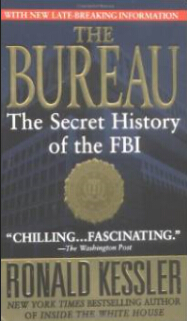 WITH NEW LATE-BREAKING INFORMATION
THE
BUREAU
The Secret History
of the FBI
"CHILLING...FASCINATING."
—The Washington Post
RONALD KESSLER
NEW YORK TIMES BESTSELLING AUTHOR
OF INSIDE THE WHITE HOUSE